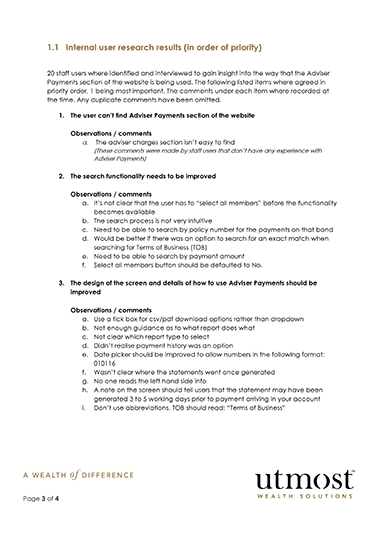 1.1 Internal user research results (in order of priority)
20 staff users where identified and interviewed to gain insight into the way that the Adviser
Payments section of the website is being used. The following listed items where agreed in
priority order, 1 being most important. The comments under each item where recorded at
the time. Any duplicate comments have been omitted.
1. The user can't find Adviser Payments section of the website
Observations / comments
a. The adviser charges section isn't easy to find
(These comments were made by staff users that don't have any experience with
Adviser Payments)
2. The search functionality needs to be improved
Observations / comments
a. It's not clear that the user has to "select all members" before the functionality
becomes available
b. The search process is not very intuitive
c. Need to be able to search by policy number for the payments on that bond
d. Would be better if there was an option to search for an exact match when
searching for Terms of Business (TOB)
e. Need to be able to search by payment amount
f. Select all members button should be defaulted to No.
3. The design of the screen and details of how to use Adviser Payments should be
improved
Observations / comments
a. Use a tick box for csv/pdf download options rather than dropdown
b. Not enough guidance as to what report does what
c. Not clear which report type to select
d. Didn't realise payment history was an option
e. Date picker should be improved to allow numbers in the following format:
010116
f. Wasn't clear where the statements went once generated
g. No one reads the left hand side info
h. A note on the screen should tell users that the statement may have been
generated 3 to 5 working days prior to payment arriving in your account
i. Don't use abbreviations. TOB should read: "Terms of Business"
A WEALTH of DIFFERENCE
utmost™
WEALTH SOLUTIONS
Page 3 of 4